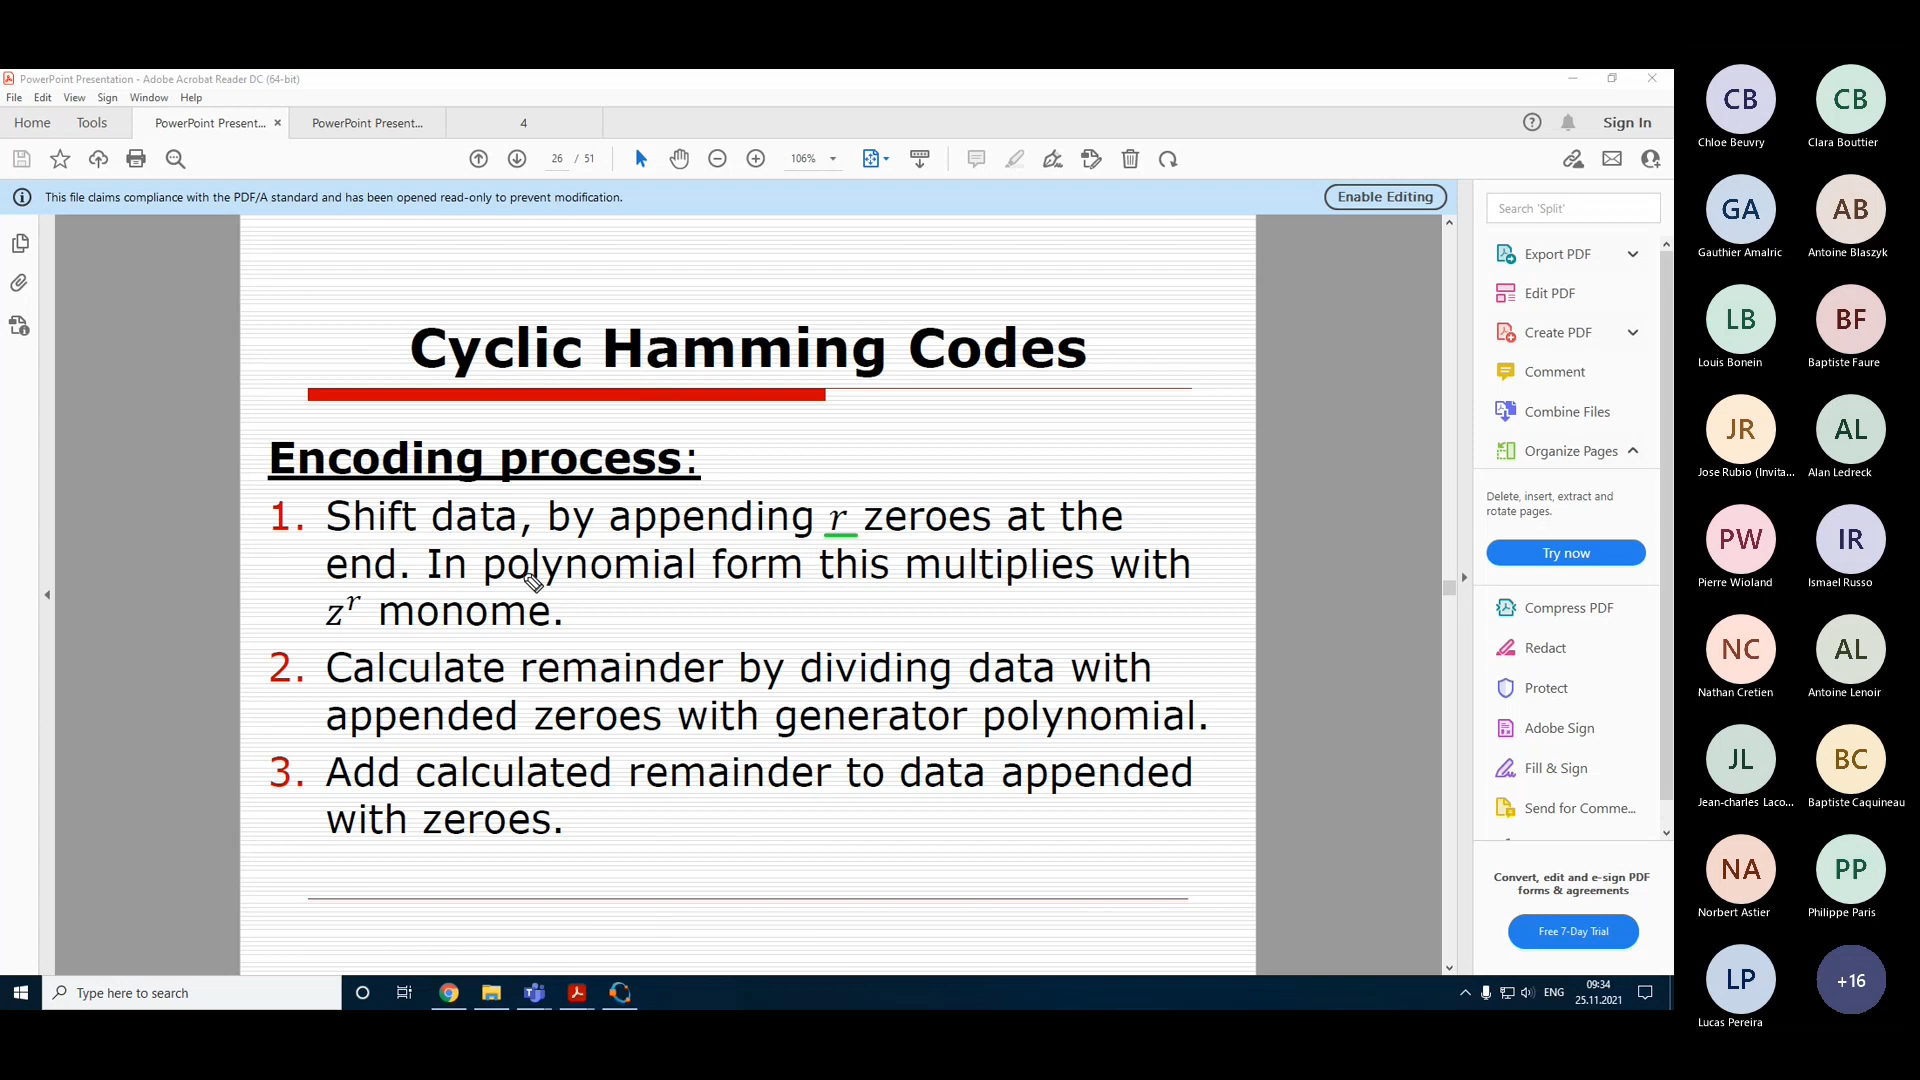 PowerPoint Presentation - Adobe Acrobat Reader DC (64-bit)
File Edit View Sign Window Help
Home Tools PowerPoint Present... × PowerPoint Present... 4 Sign In
26 / 51 106%
This file claims compliance with the PDF/A standard and has been opened read-only to prevent modification. Enable Editing
Cyclic Hamming Codes
Encoding process:
1. Shift data, by appending r zeroes at the
end. In polynomial form this multiplies with
z^r monome.
2. Calculate remainder by dividing data with
appended zeroes with generator polynomial.
3. Add calculated remainder to data appended
with zeroes.
Search 'Split'
Export PDF
Edit PDF
Create PDF
Comment
Combine Files
Organize Pages
Delete, insert, extract and
rotate pages.
Try now
Compress PDF
Redact
Protect
Adobe Sign
Fill & Sign
Send for Comme...
Convert, edit and e-sign PDF
forms & agreements
Free 7-Day Trial
Type here to search
ENG
09:34
25.11.2021
CB CB
Chloe Beuvry Clara Bouttier
GA AB
Gauthier Amalric Antoine Blaszyk
LB BF
Louis Bonein Baptiste Faure
JR AL
Jose Rubio (Invita... Alan Ledreck
PW IR
Pierre Wioland Ismael Russo
NC AL
Nathan Cretien Antoine Lenoir
JL BC
Jean-charles Laco... Baptiste Caquineau
NA PP
Norbert Astier Philippe Paris
LP +16
Lucas Pereira